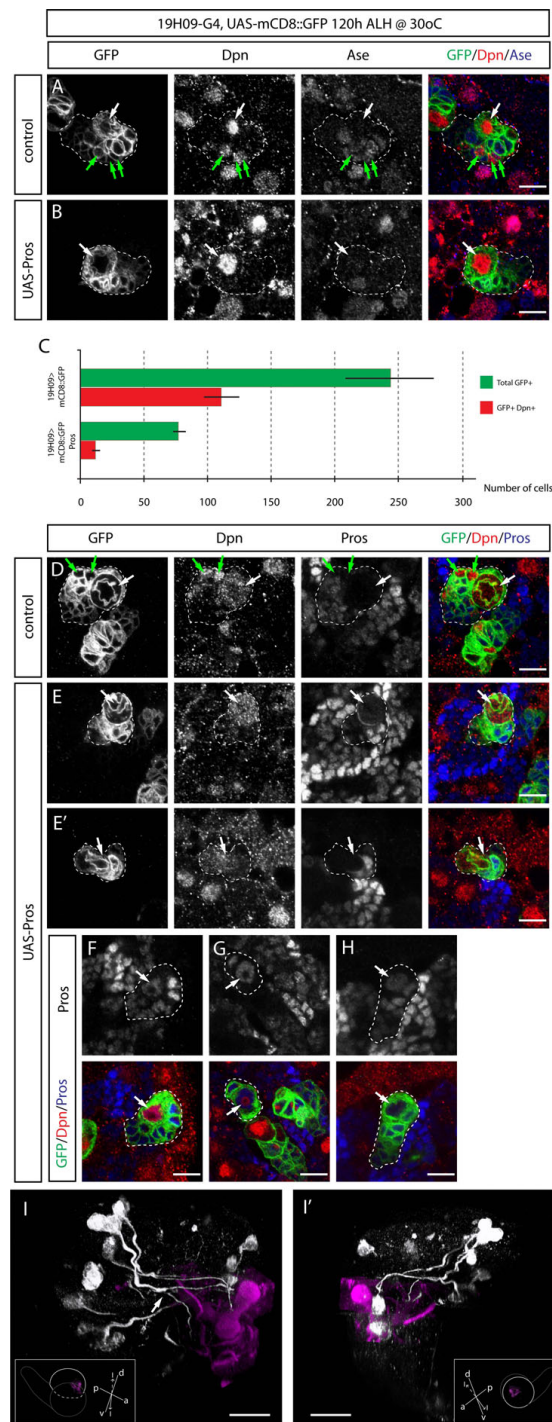 19H09-G4, UAS-mCD8::GFP 120h ALH @ 30oC
GFP Dpn Ase GFP/Dpn/Ase
control
A
UAS-Pros
B
C
19H09>
mCD8::GFP
19H09>
mCD8::GFP
Pros
Total GFP+
GFP+ Dpn+
0 50 100 150 200 250 300
Number of cells
GFP Dpn Pros GFP/Dpn/Pros
control
D
UAS-Pros
E
E'
Pros
F G H
GFP/Dpn/Pros
I I'
d
l
p
a
v
l
d
l
a
p
v
l